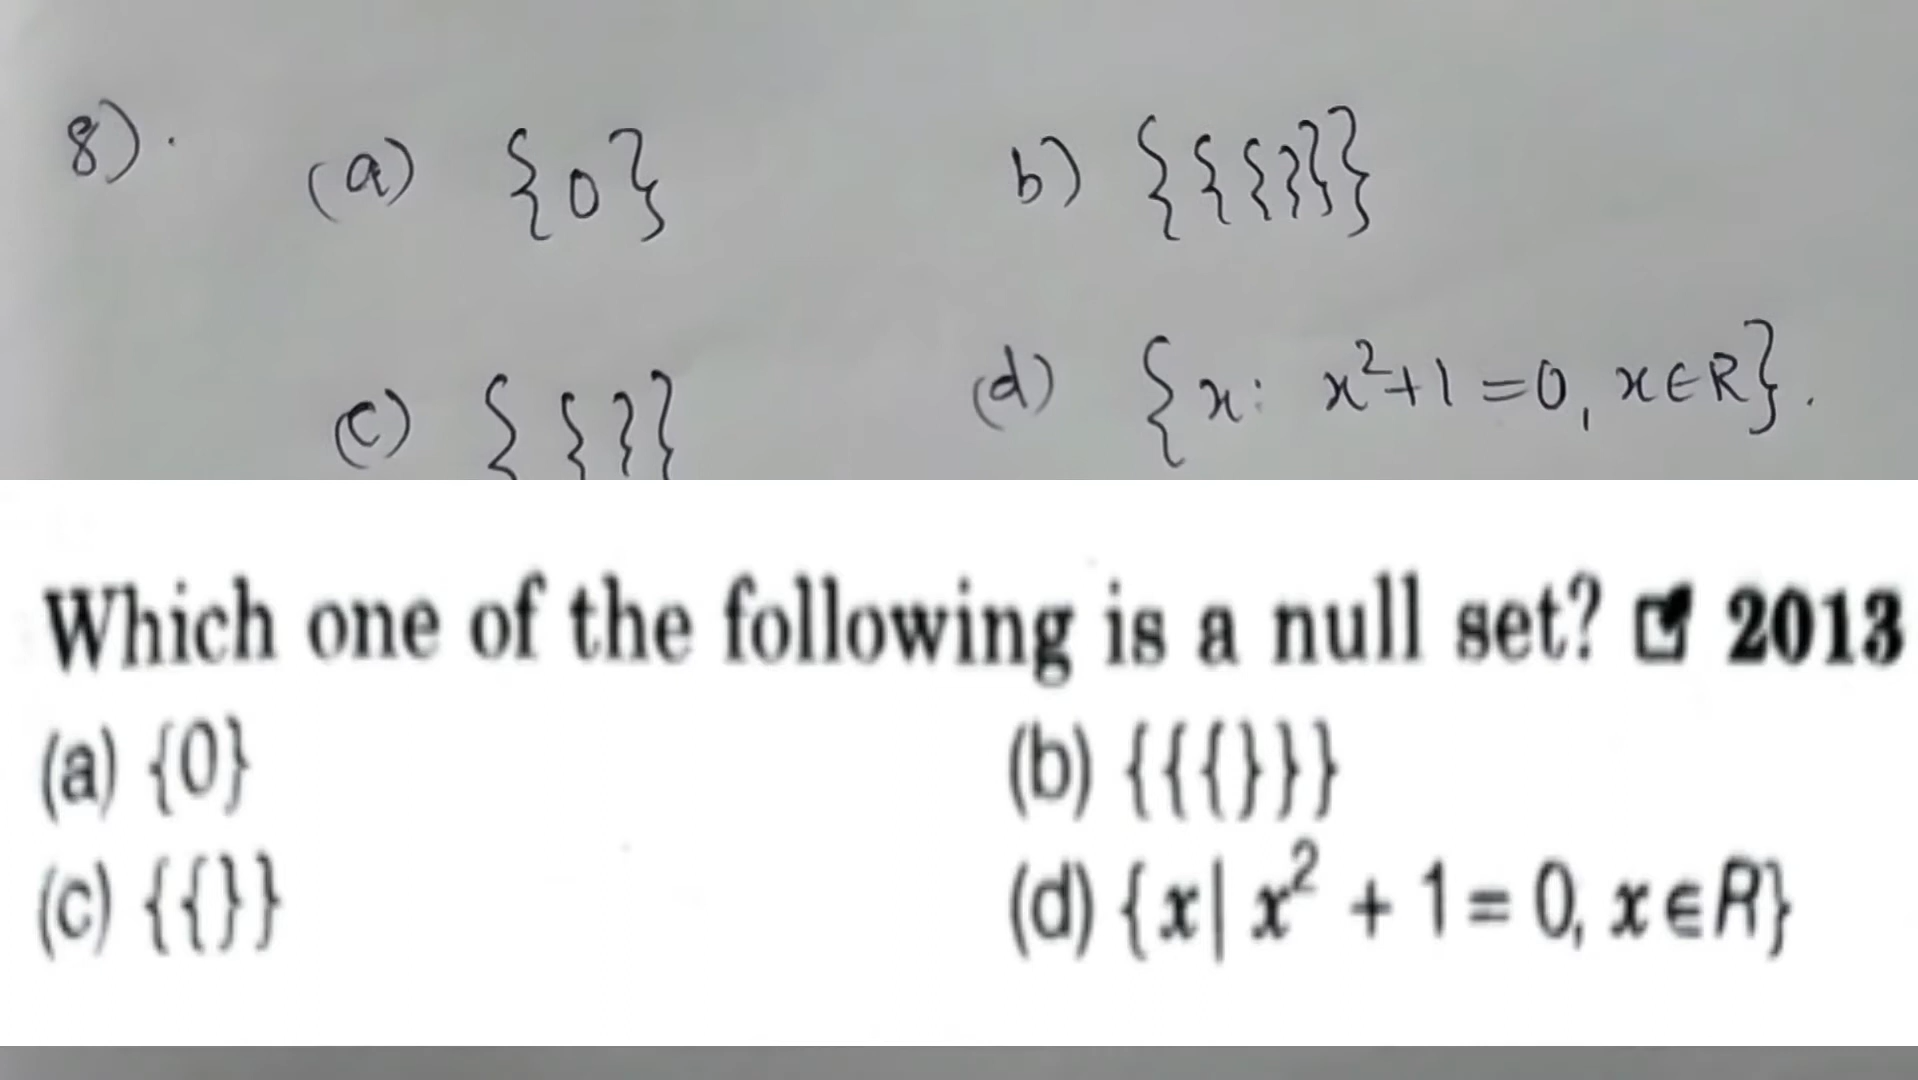 8). (a) {0} b) {{{}}}
(c) {{}} (d) {x: x²+1=0, x∈R}.
Which one of the following is a null set? 2013
(a) {0} (b) {{{}}}
(c) {{}} (d) {x| x² + 1 = 0, x∈R}